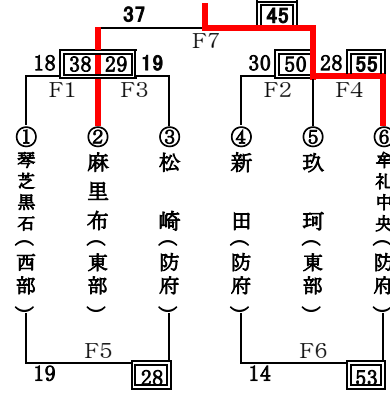 37 45
F7
18 38 29 19 30 50 28 55
F1 F3 F2 F4
① ② ③ ④ ⑤ ⑥
琴芝黒石(西部)
麻里布(東部)
松崎(防府)
新田(防府)
玖珂(東部)
牟礼中央(防府)
F5 F6
19 28 14 53